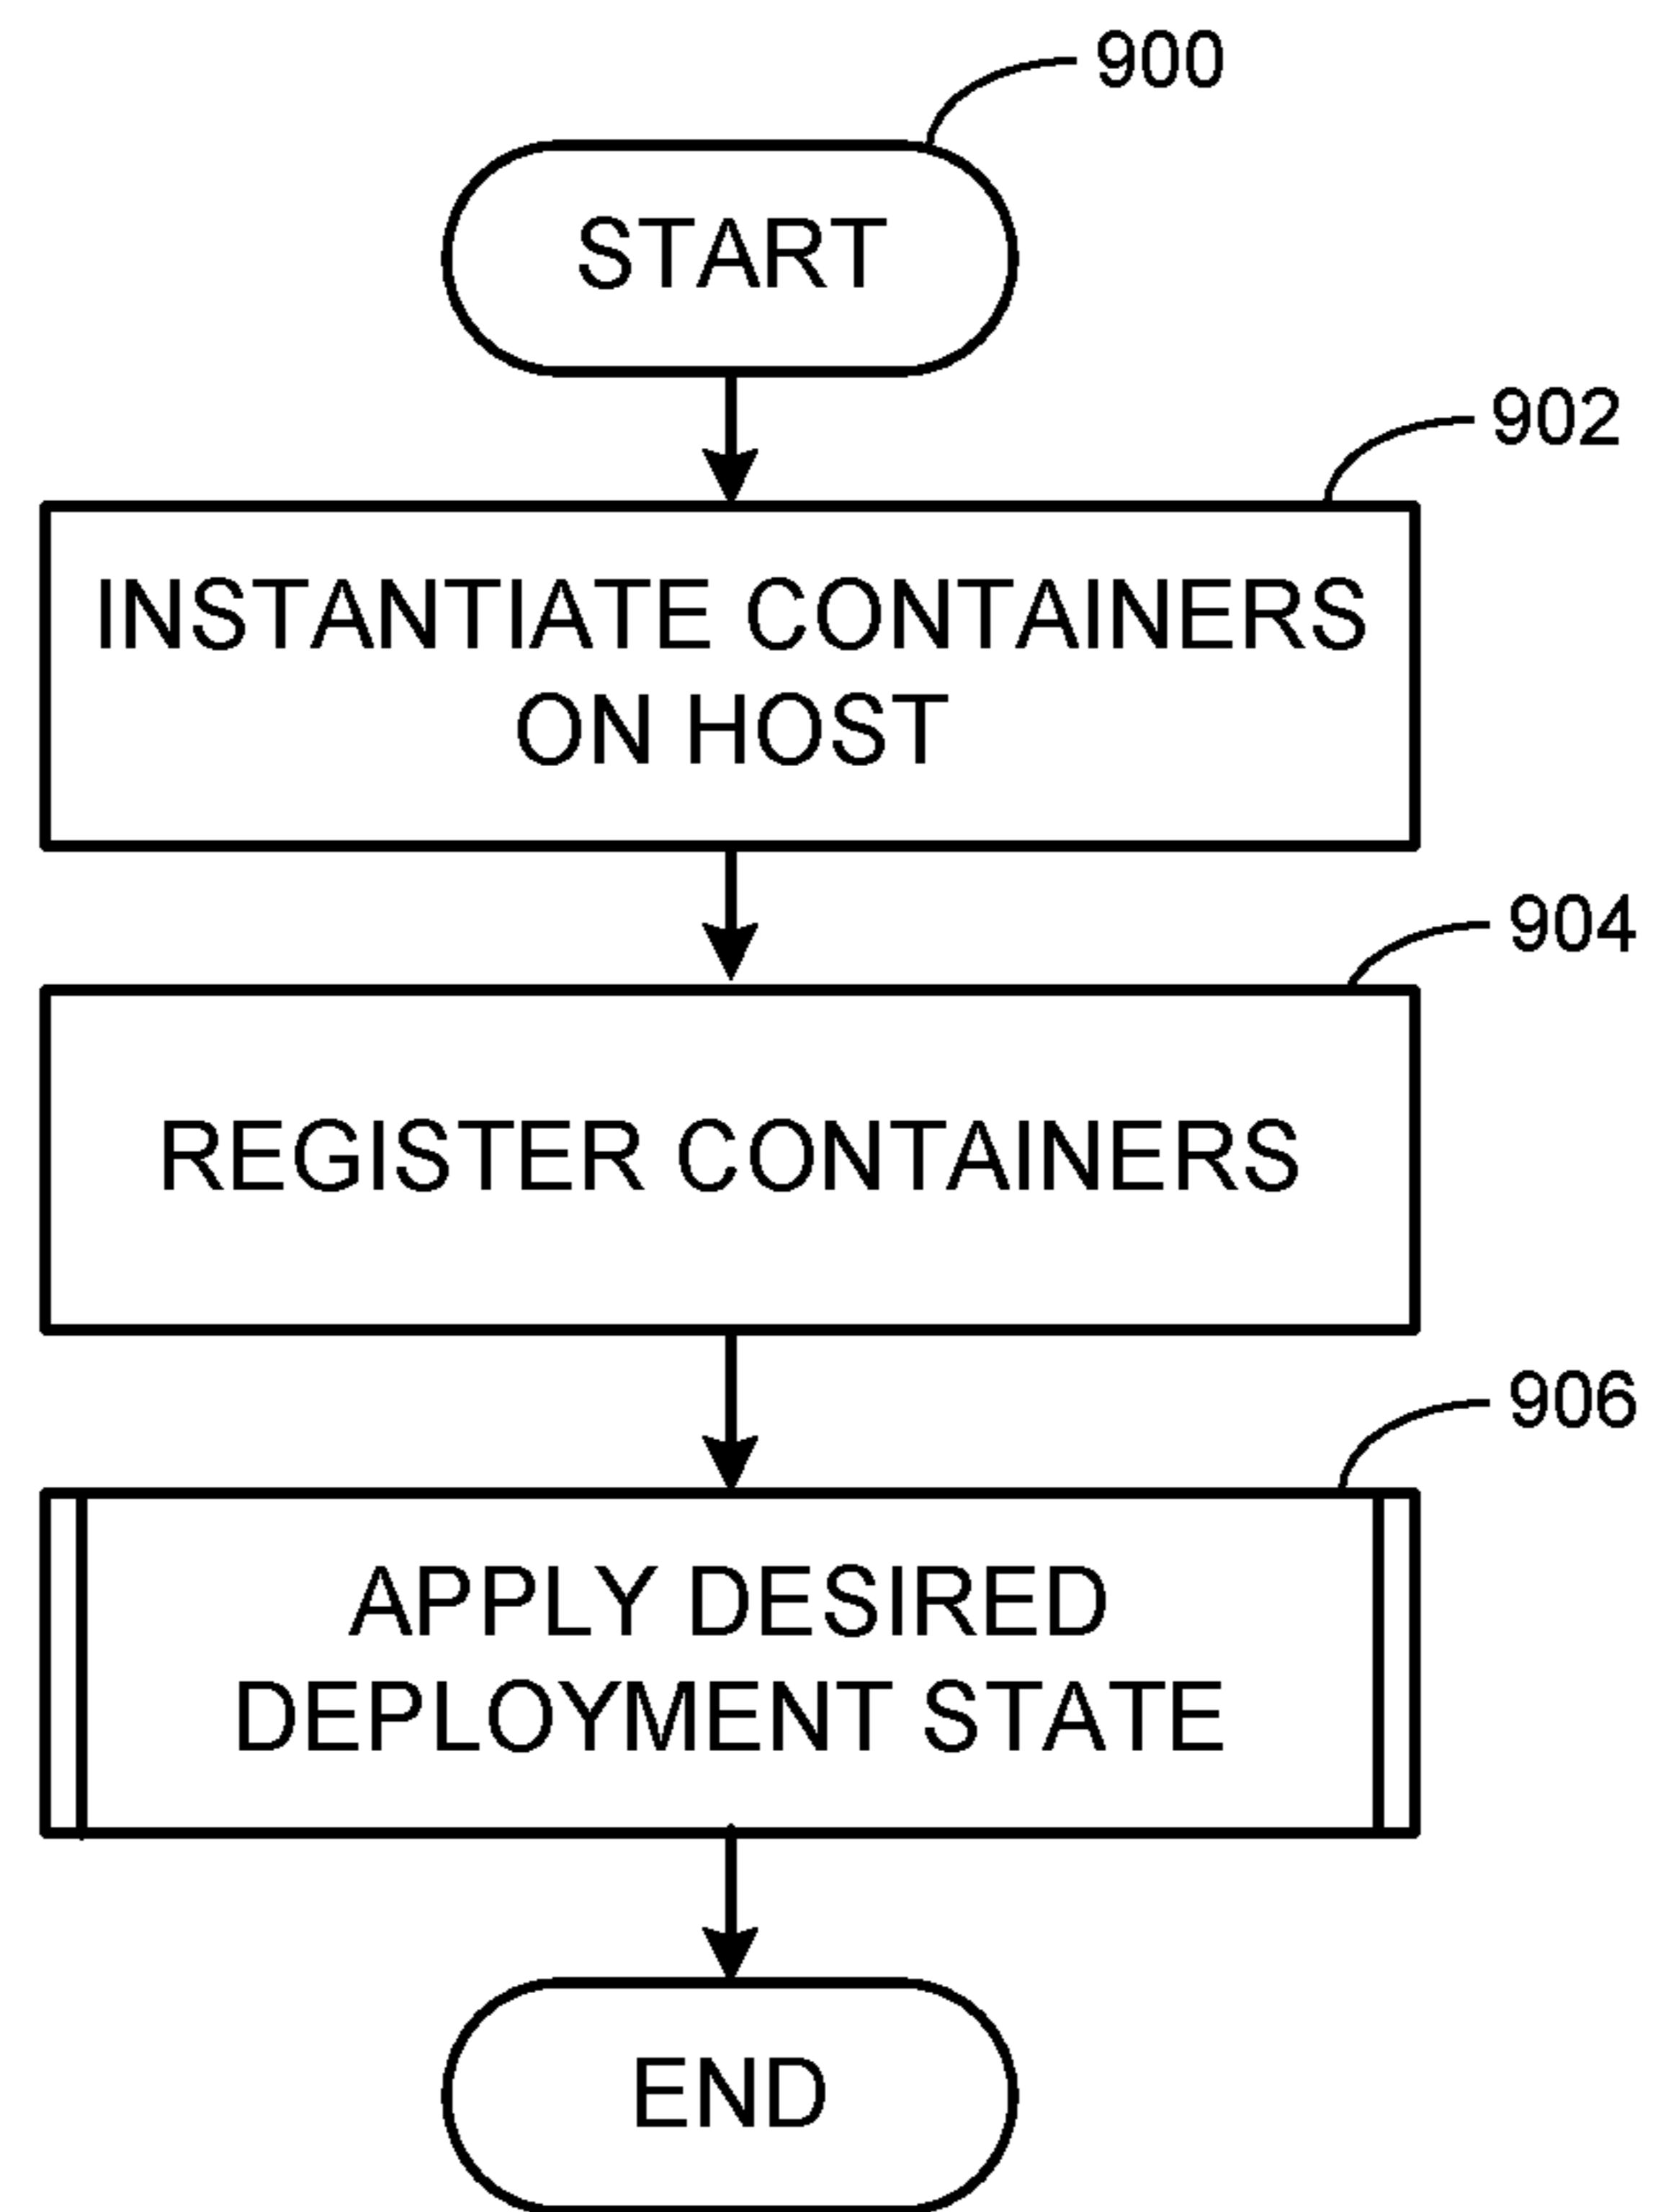 900
START
902
INSTANTIATE CONTAINERS
ON HOST
904
REGISTER CONTAINERS
906
APPLY DESIRED
DEPLOYMENT STATE
END